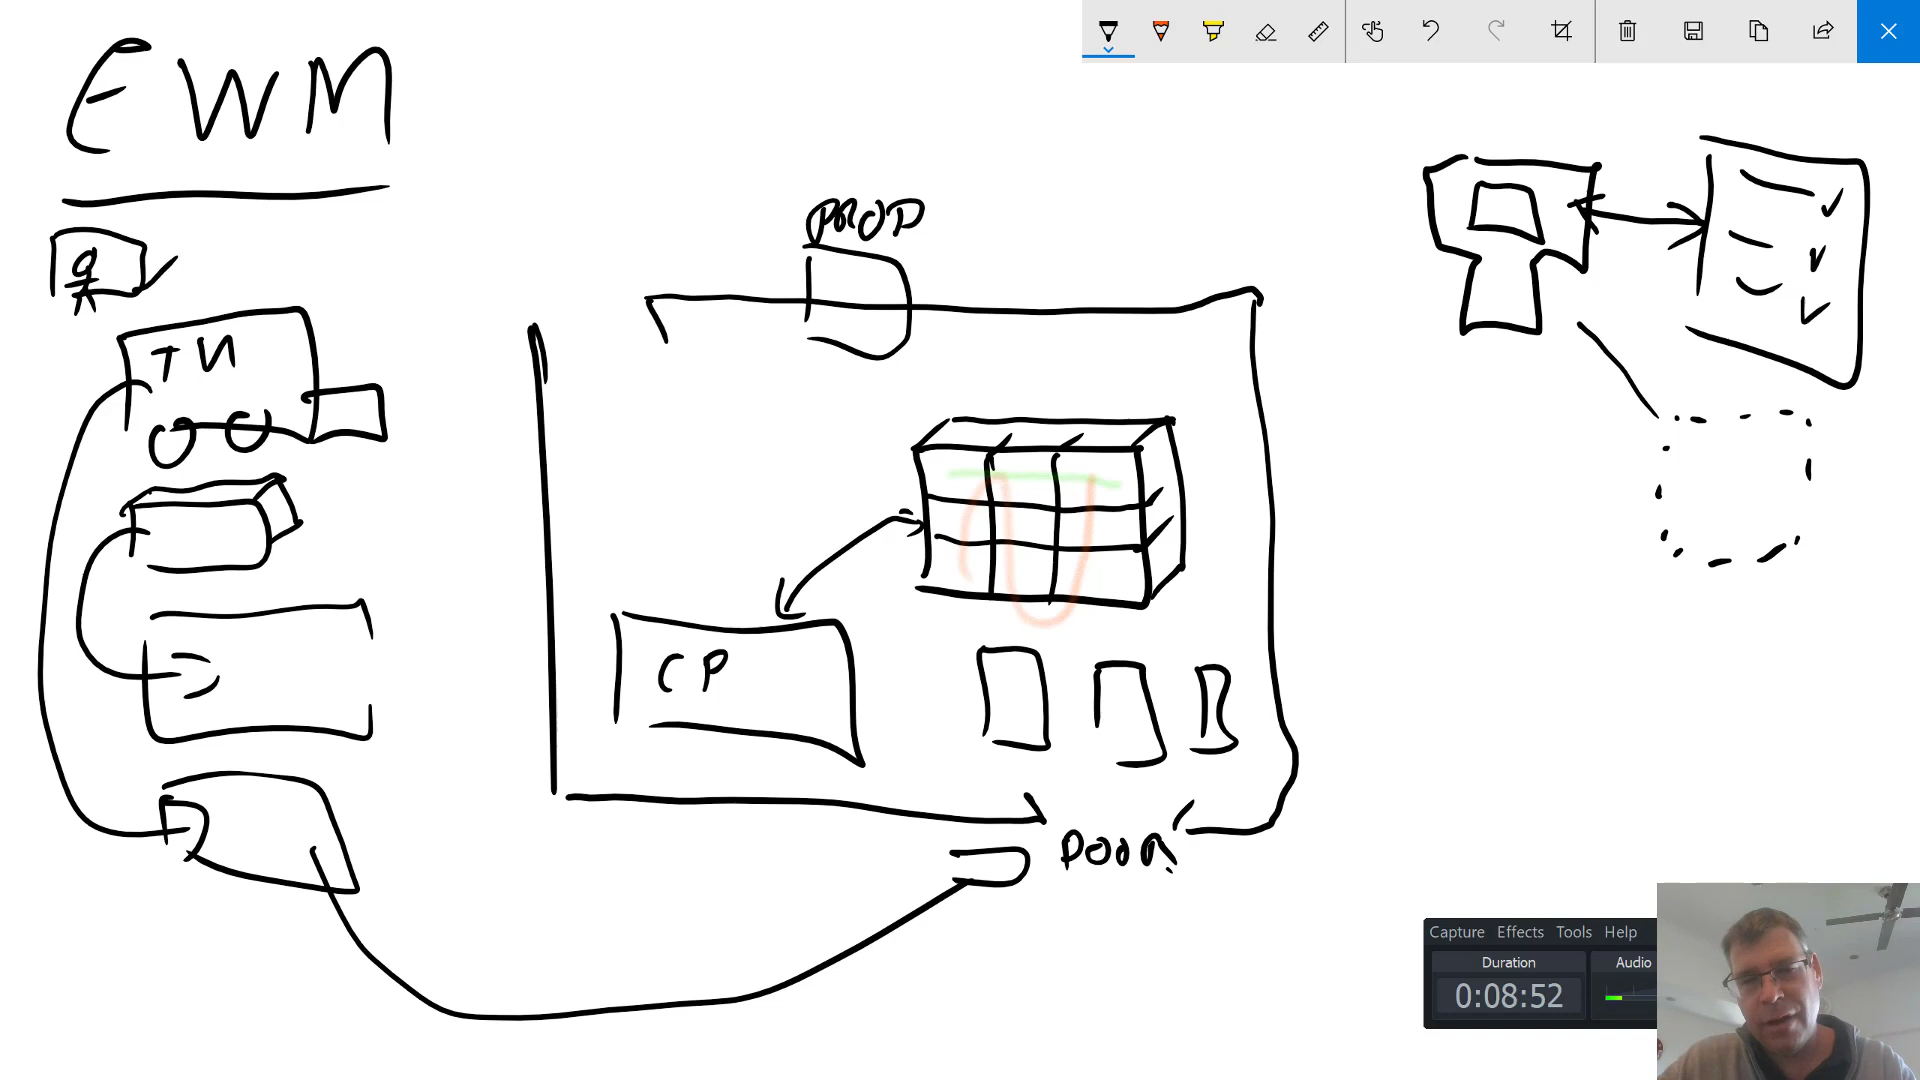 EWM
PROD
TU
CP
DOOR
Capture Effects Tools Help
Duration
Audio
0:08:52